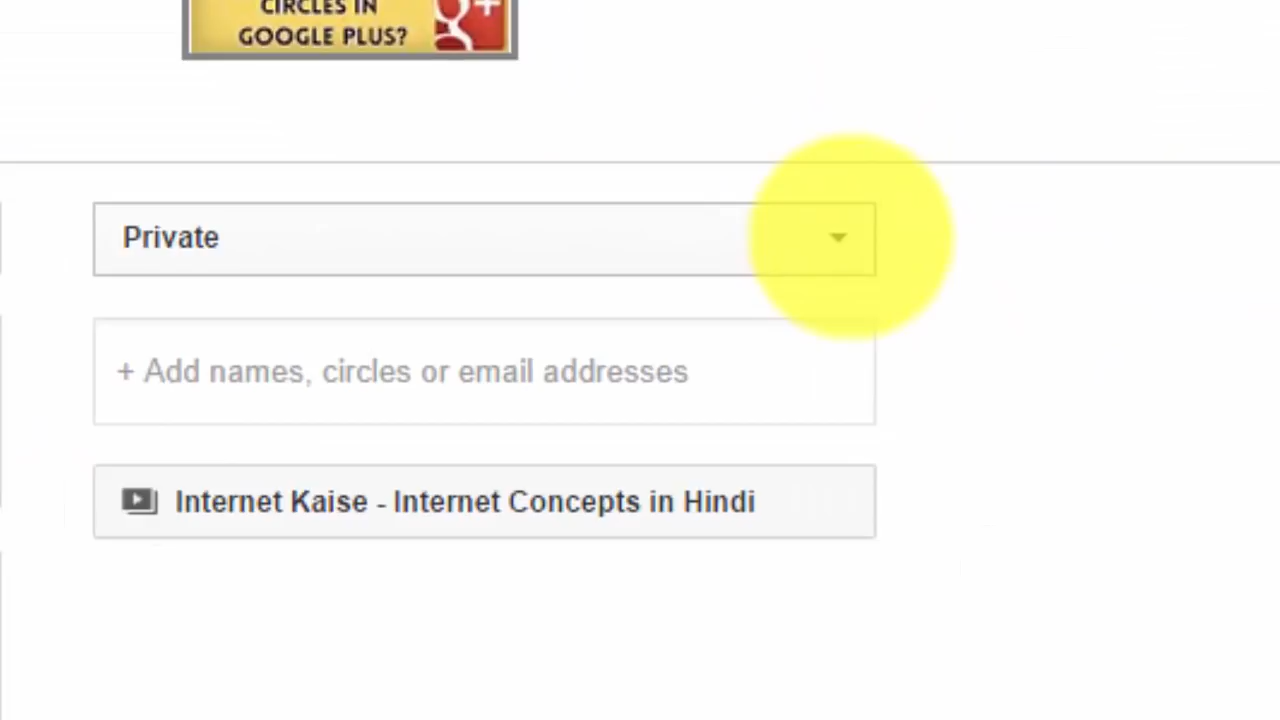 CIRCLES IN
GOOGLE PLUS?
g+
Private
+ Add names, circles or email addresses
Internet Kaise - Internet Concepts in Hindi